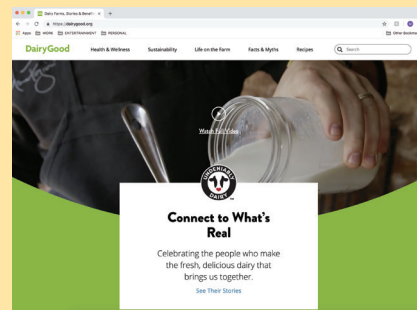 Dairy Farms, Stories & Benefi
https://dairygood.org
Apps WORK ENTERTAINMENT PERSONAL Other Bookma
DairyGood Health & Wellness Sustainability Life on the Farm Facts & Myths Recipes Search
Watch Full Video
UNDENIABLY
DAIRY
Connect to What's
Real
Celebrating the people who make
the fresh, delicious dairy that
brings us together.
See Their Stories